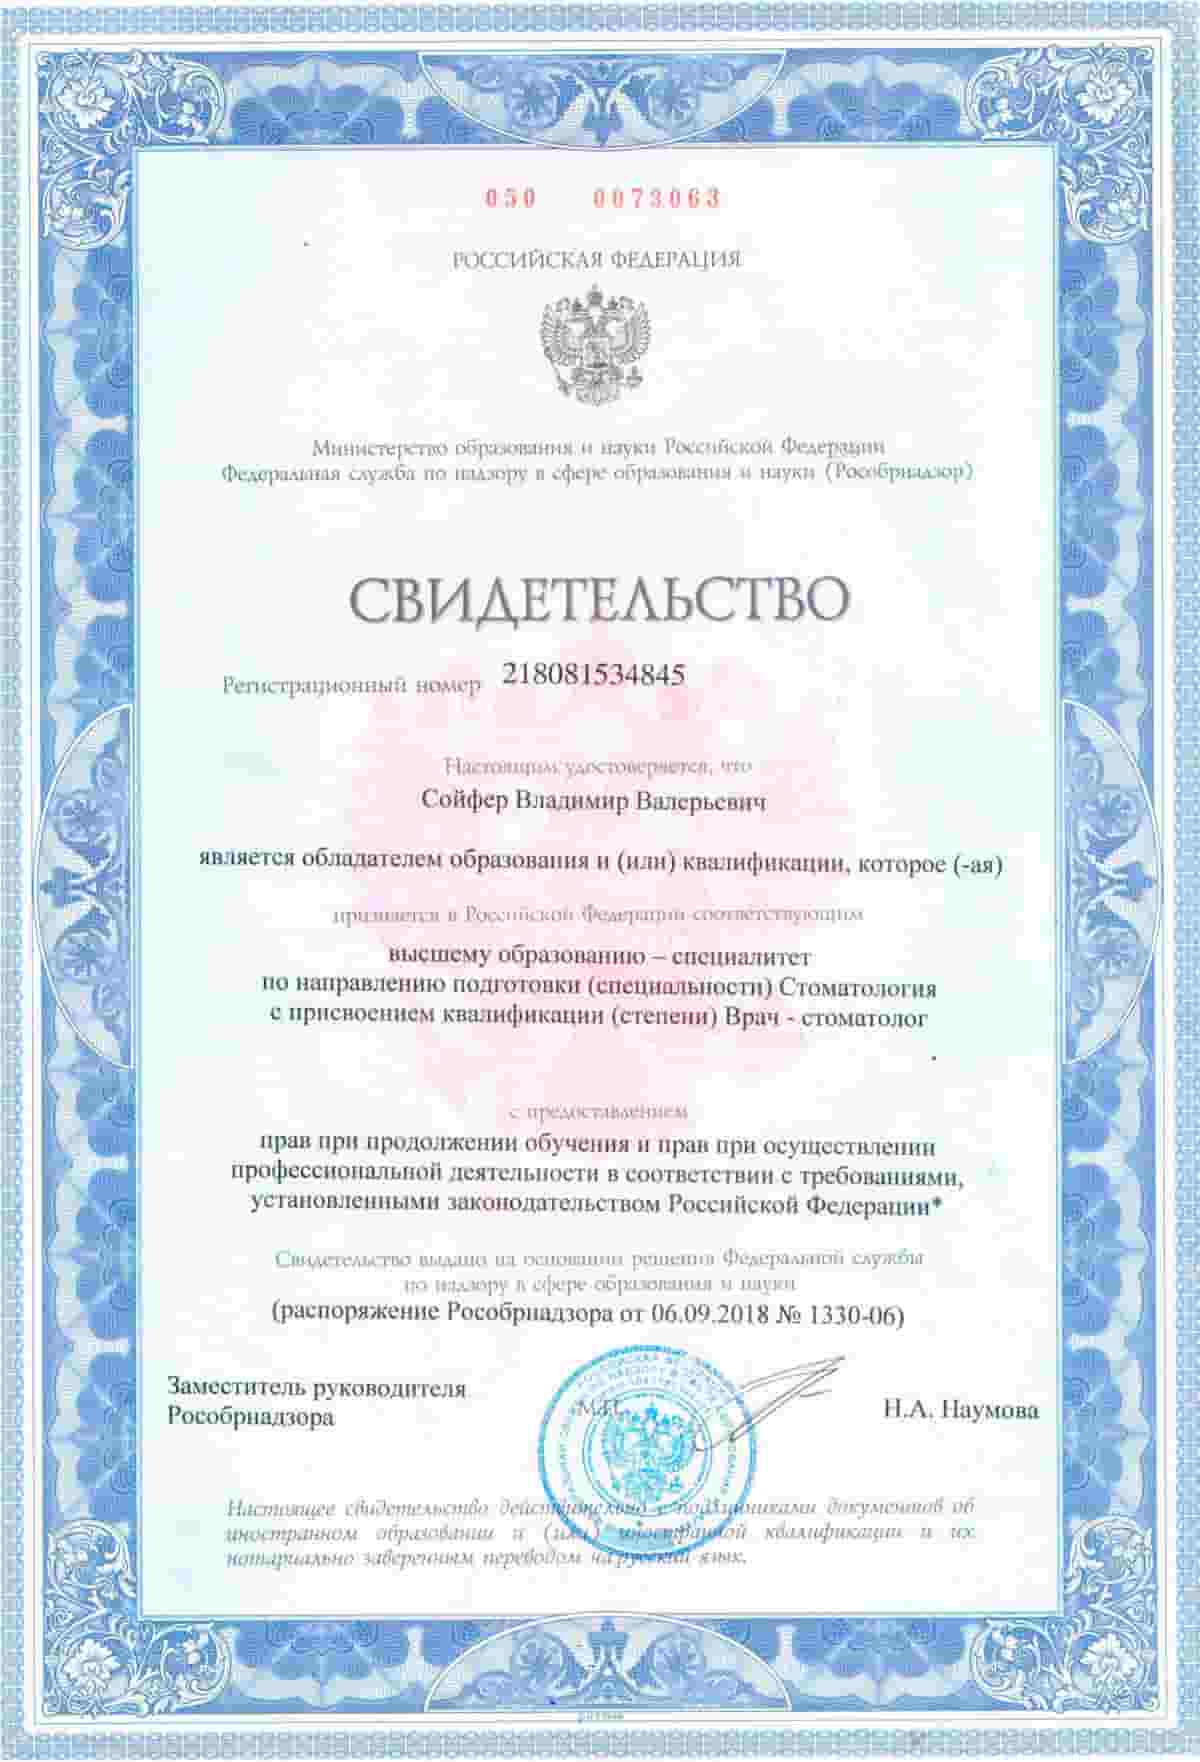 050 0073063
РОССИЙСКАЯ ФЕДЕРАЦИЯ
Министерство образования и науки Российской Федерации
Федеральная служба по надзору в сфере образования и науки (Рособрнадзор)
СВИДЕТЕЛЬСТВО
Регистрационный номер 218081534845
Настоящим удостоверяется, что
Сойфер Владимир Валерьевич
является обладателем образования и (или) квалификации, которое (-ая)
признается в Российской Федерации соответствующим
высшему образованию – специалитет
по направлению подготовки (специальности) Стоматология
с присвоением квалификации (степени) Врач - стоматолог
с предоставлением
прав при продолжении обучения и прав при осуществлении
профессиональной деятельности в соответствии с требованиями,
установленными законодательством Российской Федерации*
Свидетельство выдано на основании решения Федеральной службы
по надзору в сфере образования и науки
(распоряжение Рособрнадзора от 06.09.2018 № 1330-06)
Заместитель руководителя
Рособрнадзора
М.П.
Н.А. Наумова
Настоящее свидетельство действительно с подлинниками документов об
иностранном образовании и (или) иностранной квалификации и их
нотариально заверенным переводом на русский язык.